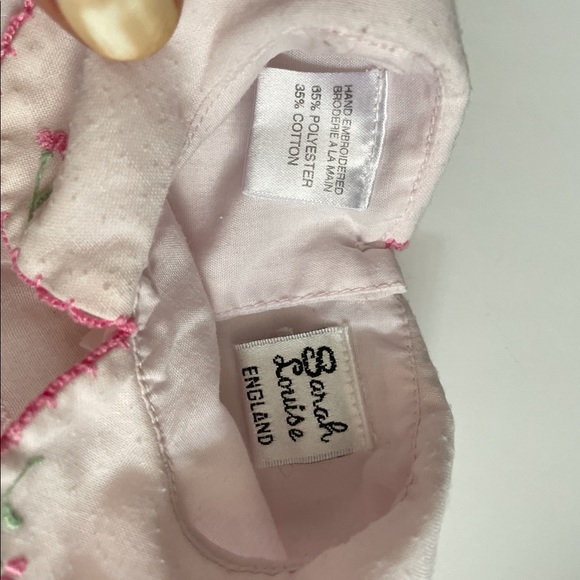 HAND-EMBROIDERED
BRODERIE À LA MAIN
65% POLYESTER
35% COTTON
Sarah
Louise
ENGLAND